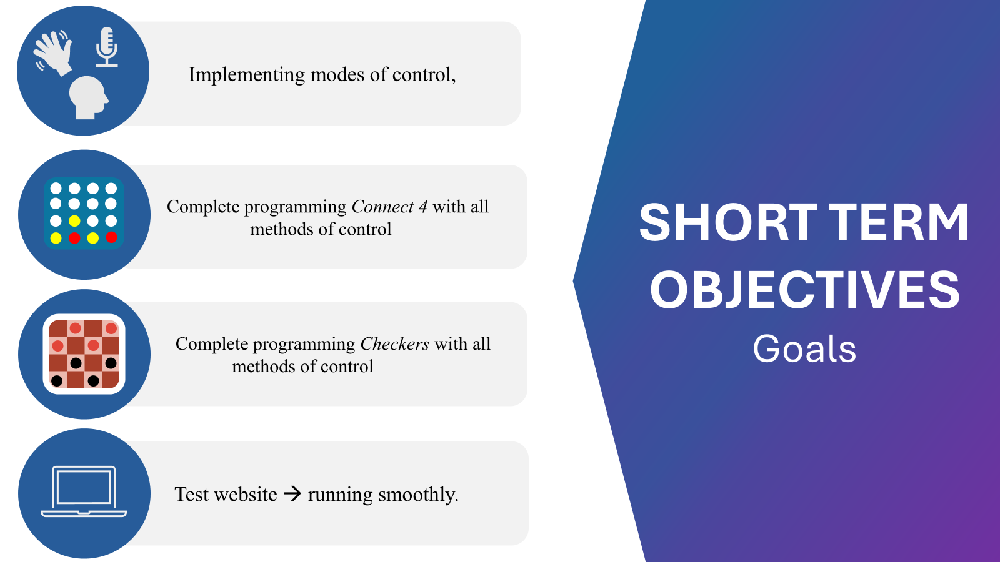 Implementing modes of control,
Complete programming Connect 4 with all
methods of control
Complete programming Checkers with all
methods of control
Test website → running smoothly.
SHORT TERM
OBJECTIVES
Goals